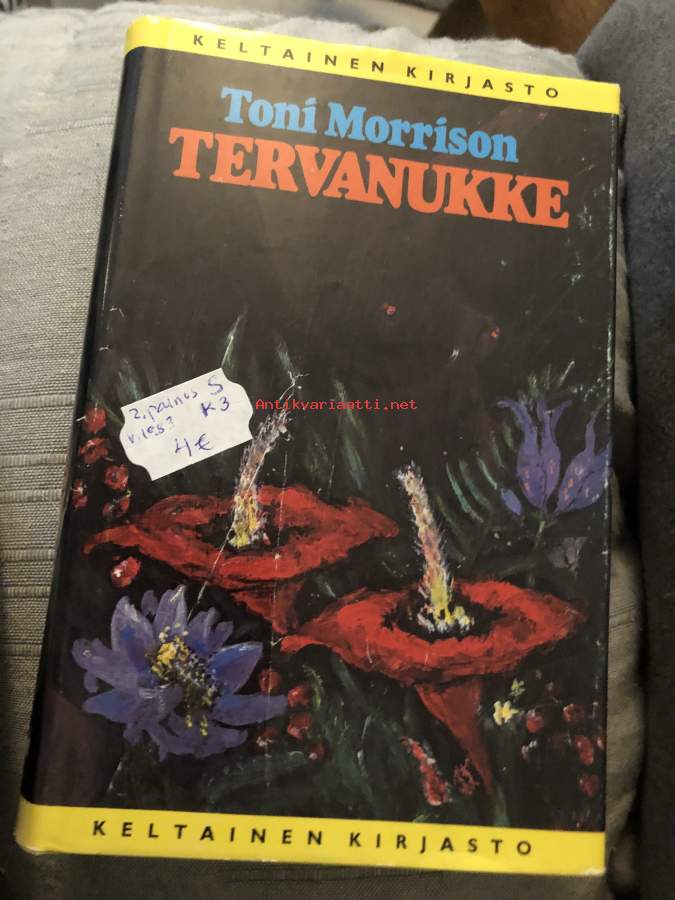 KELTAINEN KIRJASTO
Toni Morrison
TERVANUKKE
2. painos S
K3
4€
Antikvariaatti.net
KELTAINEN KIRJASTO